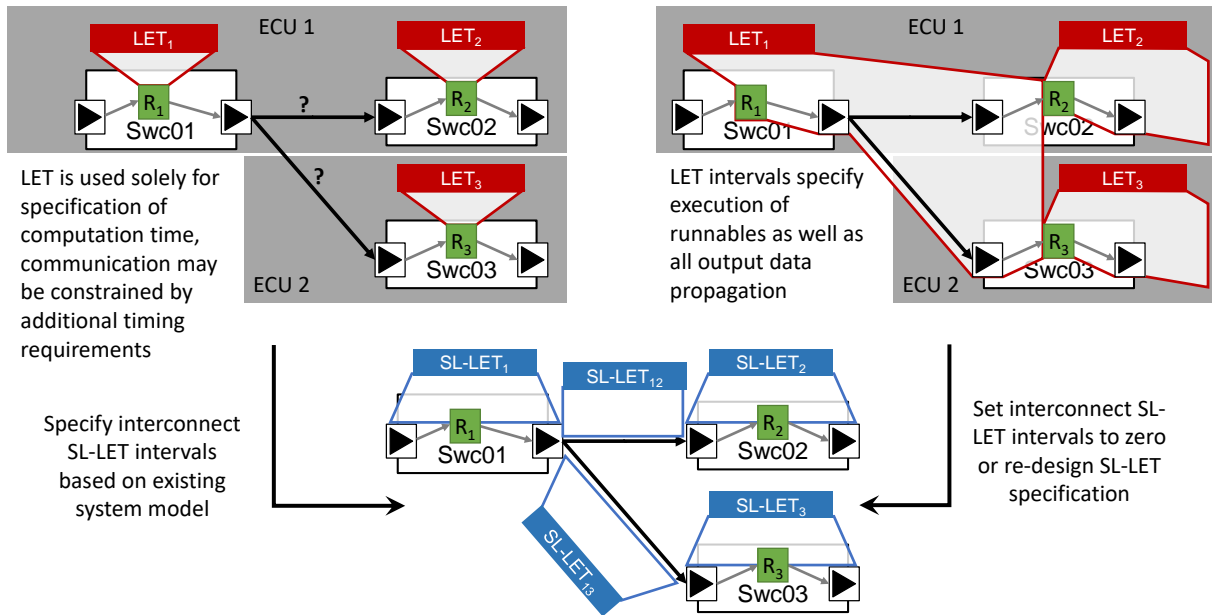 LET1
ECU 1
LET2
R1
Swc01
?
R2
Swc02
?
LET3
R3
Swc03
ECU 2
LET is used solely for
specification of
computation time,
communication may
be constrained by
additional timing
requirements
LET1
ECU 1
LET2
R1
Swc01
R2
Swc02
LET3
R3
Swc03
ECU 2
LET intervals specify
execution of
runnables as well as
all output data
propagation
Specify interconnect
SL-LET intervals
based on existing
system model
SL-LET1
SL-LET12
SL-LET2
R1
Swc01
R2
Swc02
SL-LET13
SL-LET3
R3
Swc03
Set interconnect SL-
LET intervals to zero
or re-design SL-LET
specification